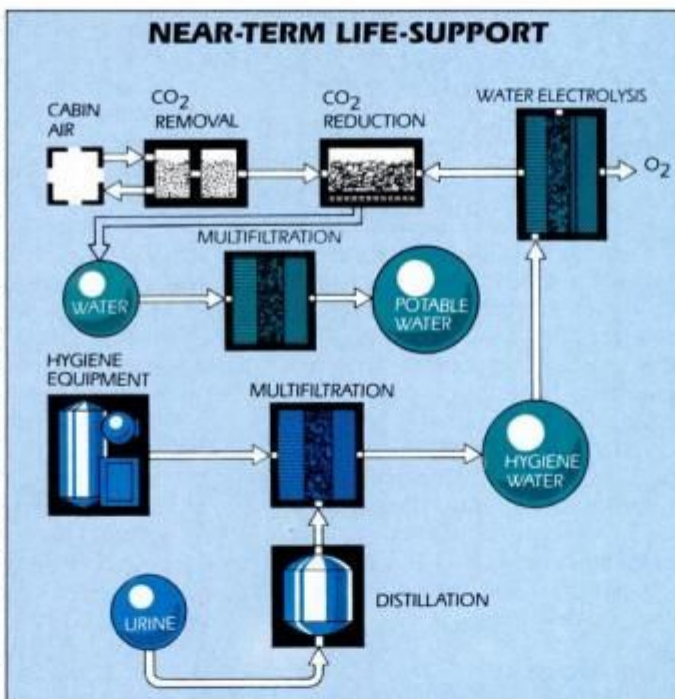 NEAR-TERM LIFE-SUPPORT
CABIN
AIR
CO2
REMOVAL
CO2
REDUCTION
WATER ELECTROLYSIS
O2
MULTIFILTRATION
WATER
POTABLE
WATER
HYGIENE
EQUIPMENT
MULTIFILTRATION
HYGIENE
WATER
DISTILLATION
URINE